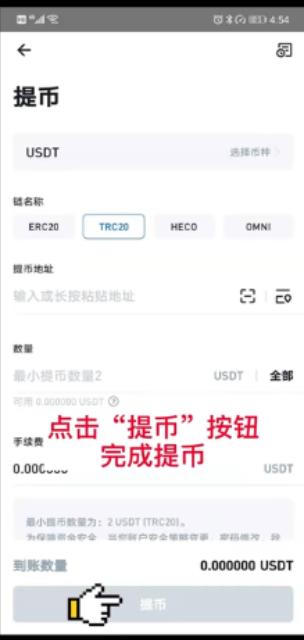 4:54
提币
USDT
选择币种
链名称
ERC20 TRC20 HECO OMNI
提币地址
输入或长按粘贴地址
数量
最小提币数量2 USDT 全部
可用 0.000000 USDT
点击“提币”按钮
手续费
完成提币
0.000 USDT
最小提币数量为：2 USDT (TRC20)。
为保障资金安全，当您账户安全策略变更、密码修改、我
到账数量 0.000000 USDT
提币